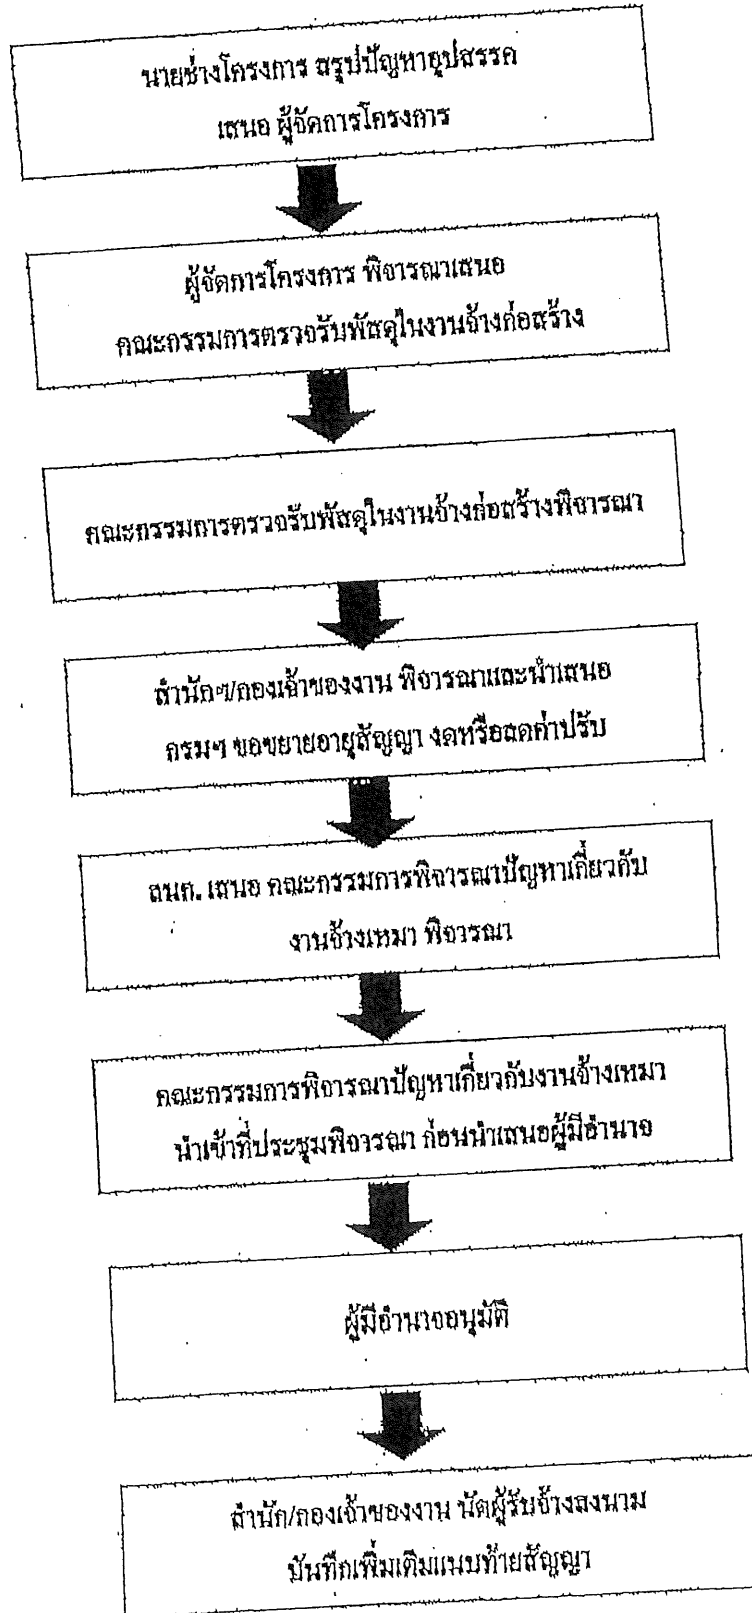 นายช่างโครงการ สรุปปัญหาอุปสรรค
เสนอ ผู้จัดการโครงการ
ผู้จัดการโครงการ พิจารณาเสนอ
คณะกรรมการตรวจรับพัสดุในงานจ้างก่อสร้าง
คณะกรรมการตรวจรับพัสดุในงานจ้างก่อสร้างพิจารณา
สำนักฯ/กองเจ้าของงาน พิจารณาและนำเสนอ
ครมฯ ขอขยายอายุสัญญา งดหรือลดค่าปรับ
สนค. เสนอ คณะกรรมการพิจารณาปัญหาเกี่ยวกับ
งานจ้างเหมา พิจารณา
คณะกรรมการพิจารณาปัญหาเกี่ยวกับงานจ้างเหมา
นำเข้าที่ประชุมพิจารณา ก่อนนำเสนอผู้มีอำนาจ
ผู้มีอำนาจอนุมัติ
สำนัก/กองเจ้าของงาน นัดผู้รับจ้างลงนาม
บันทึกเพิ่มเติมแนบท้ายสัญญา